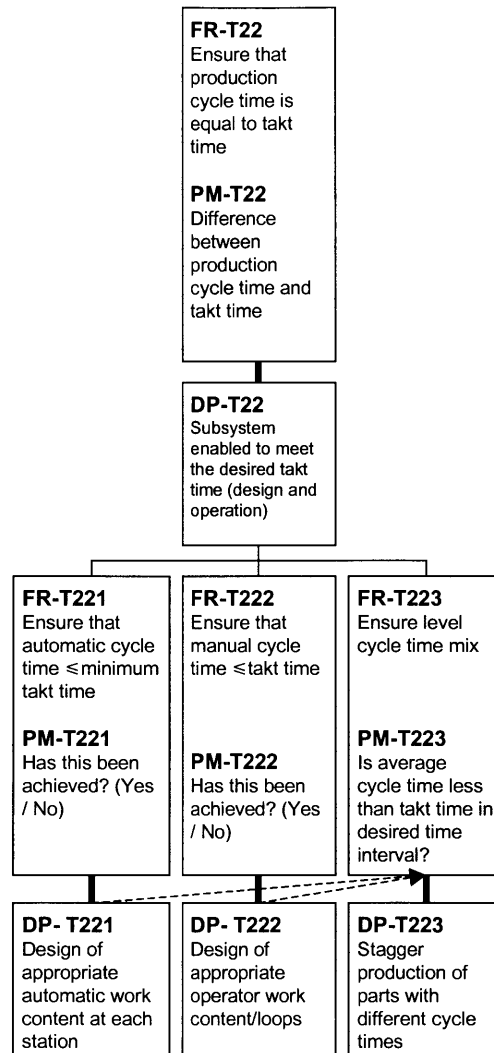 FR-T22
Ensure that
production
cycle time is
equal to takt
time
PM-T22
Difference
between
production
cycle time and
takt time
DP-T22
Subsystem
enabled to meet
the desired takt
time (design and
operation)
FR-T221
Ensure that
automatic cycle
time ≤minimum
takt time
PM-T221
Has this been
achieved? (Yes
/ No)
FR-T222
Ensure that
manual cycle
time ≤takt time
PM-T222
Has this been
achieved? (Yes
/ No)
FR-T223
Ensure level
cycle time mix
PM-T223
Is average
cycle time less
than takt time in
desired time
interval?
DP- T221
Design of
appropriate
automatic work
content at each
station
DP- T222
Design of
appropriate
operator work
content/loops
DP-T223
Stagger
production of
parts with
different cycle
times